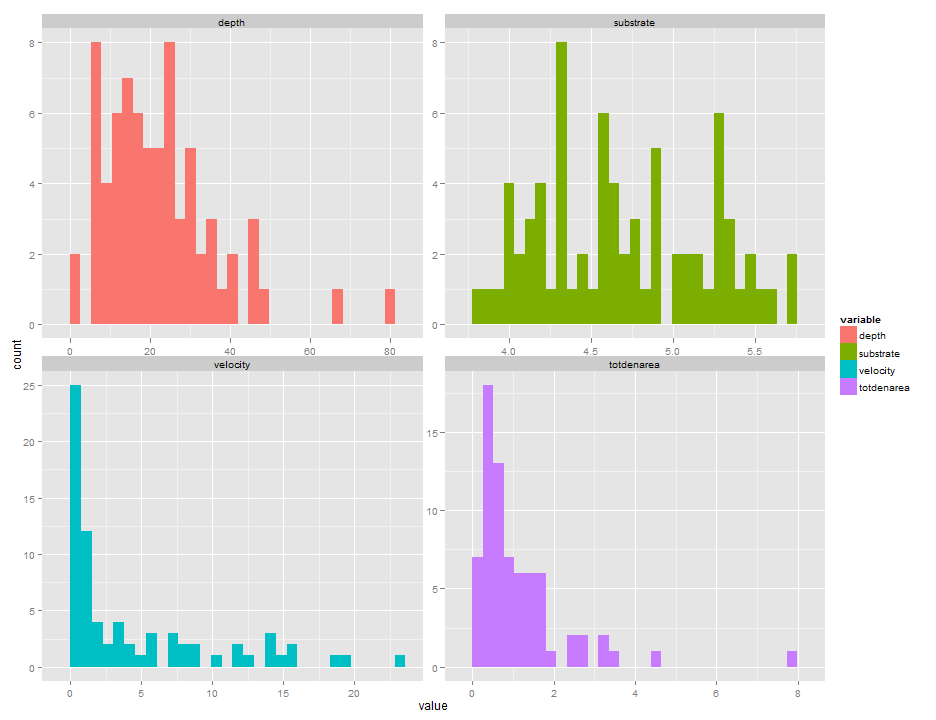 depth
substrate
8
6
4
2
0
0 20 40 60 80
8
6
4
2
0
4.0 4.5 5.0 5.5
velocity
totdenarea
25
20
15
10
5
0
0 5 10 15 20
15
10
5
0
0 2 4 6 8
count
value
variable
depth
substrate
velocity
totdenarea